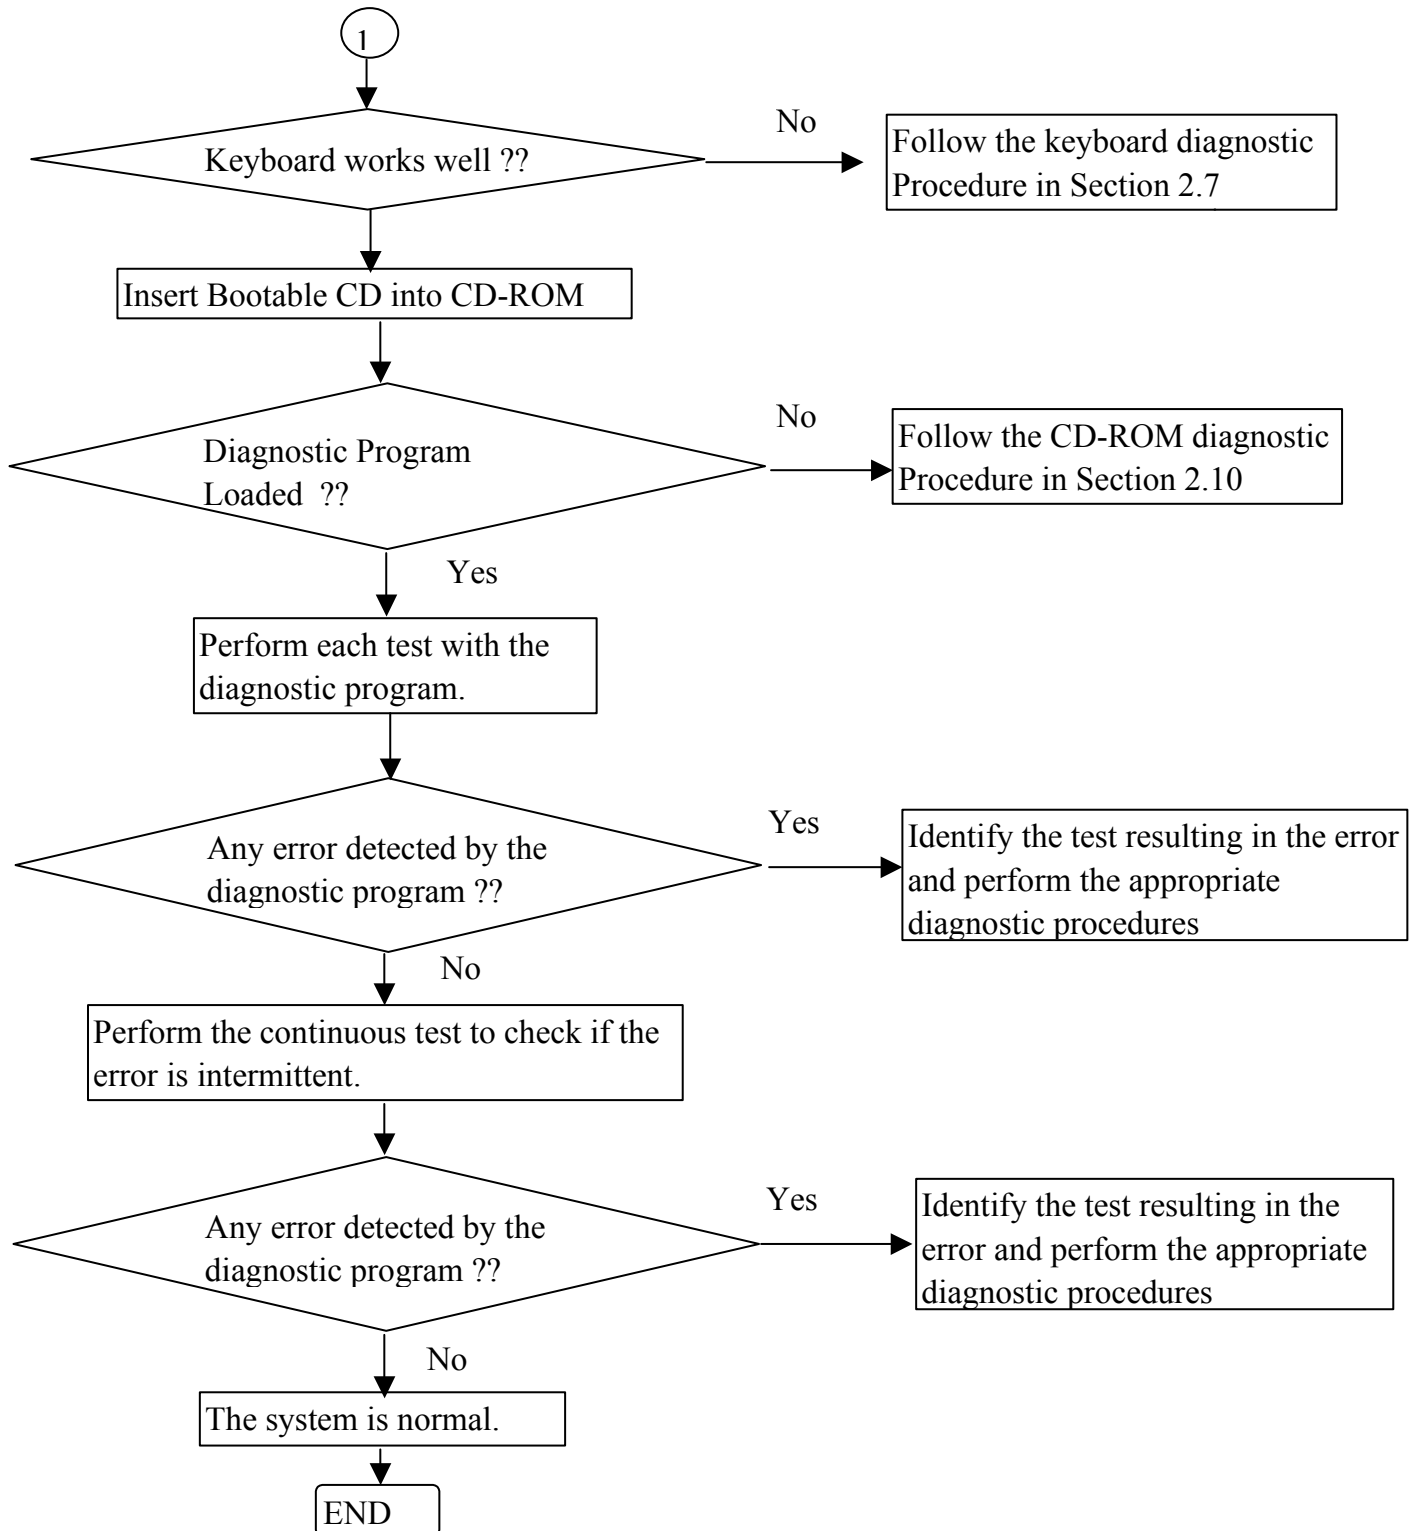 1
Keyboard works well ??
No
Follow the keyboard diagnostic
Procedure in Section 2.7
Insert Bootable CD into CD-ROM
Diagnostic Program
Loaded ??
No
Follow the CD-ROM diagnostic
Procedure in Section 2.10
Yes
Perform each test with the
diagnostic program.
Any error detected by the
diagnostic program ??
Yes
Identify the test resulting in the error
and perform the appropriate
diagnostic procedures
No
Perform the continuous test to check if the
error is intermittent.
Any error detected by the
diagnostic program ??
Yes
Identify the test resulting in the
error and perform the appropriate
diagnostic procedures
No
The system is normal.
END